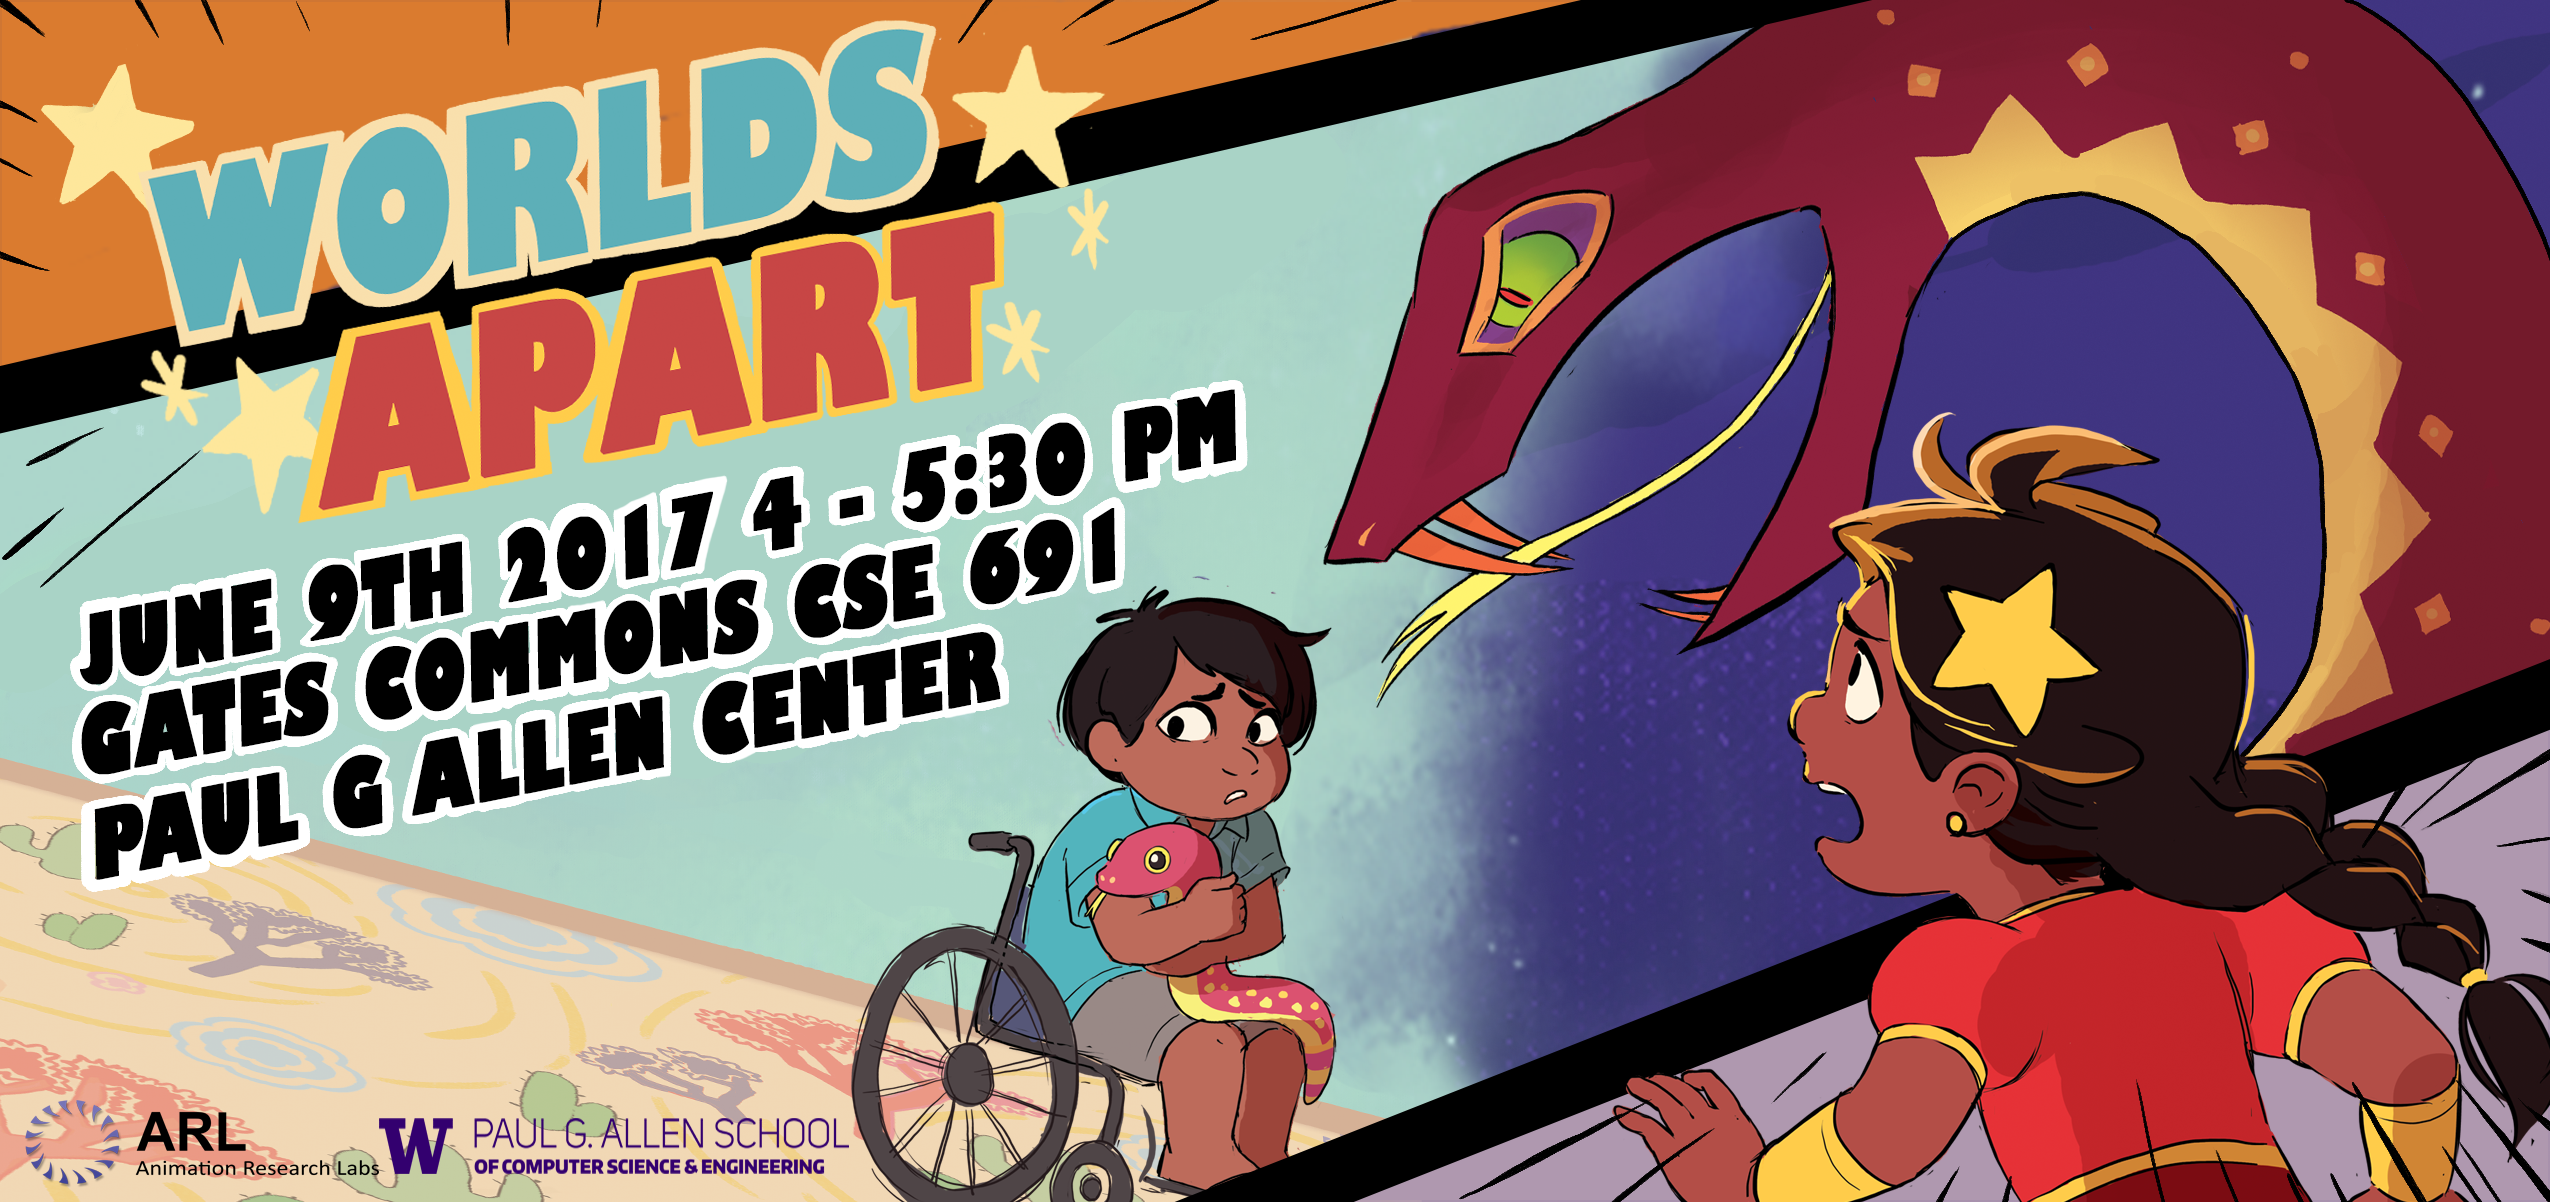 WORLDS
APART
JUNE 9TH 2017 4 - 5:30 PM
GATES COMMONS CSE 691
PAUL G ALLEN CENTER
ARL
Animation Research Labs
W
PAUL G. ALLEN SCHOOL
OF COMPUTER SCIENCE & ENGINEERING